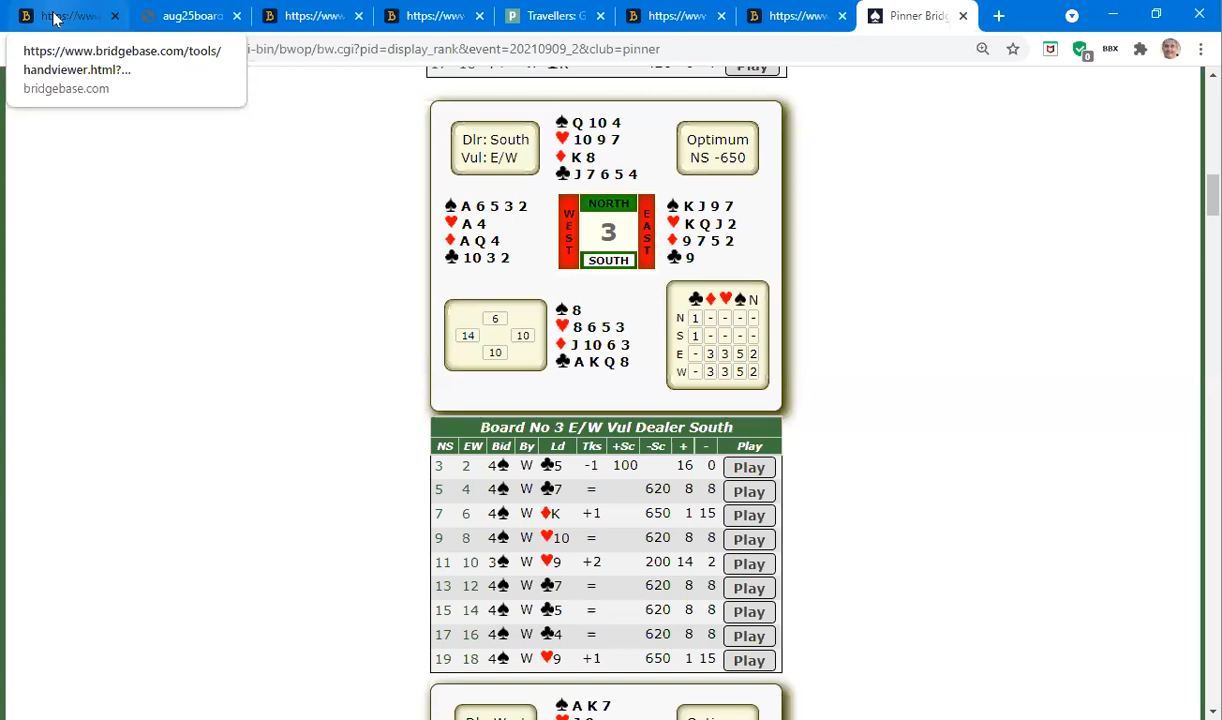 https://www. aug25boar https://www. https://www. Travellers: G https://www https://www. Pinner Brid
https://www.bridgebase.com/tools/
handviewer.html?...
bridgebase.com
i-bin/bwop/bw.cgi?pid=display_rank&event=20210909_2&club=pinner
BBX
Dlr: South
Vul: E/W
♠ Q 10 4
♥ 10 9 7
♦ K 8
♣ J 7 6 5 4
Optimum
NS -650
♠ A 6 5 3 2
♥ A 4
♦ A Q 4
♣ 10 3 2
NORTH
WEST
3
EAST
SOUTH
♠ K J 9 7
♥ K Q J 2
♦ 9 7 5 2
♣ 9
6
14 10
10
♠ 8
♥ 8 6 5 3
♦ J 10 6 3
♣ A K Q 8
♣ ♦ ♥ ♠ N
N 1 - - - -
S 1 - - - -
E - 3 3 5 2
W - 3 3 5 2
Board No 3 E/W Vul Dealer South
NS EW Bid By Ld Tks +Sc -Sc + - Play
3 2 4♠ W ♣5 -1 100 16 0 Play
5 4 4♠ W ♣7 = 620 8 8 Play
7 6 4♠ W ♦K +1 650 1 15 Play
9 8 4♠ W ♥10 = 620 8 8 Play
11 10 3♠ W ♥9 +2 200 14 2 Play
13 12 4♠ W ♣7 = 620 8 8 Play
15 14 4♠ W ♣5 = 620 8 8 Play
17 16 4♠ W ♣4 = 620 8 8 Play
19 18 4♠ W ♥9 +1 650 1 15 Play
♠ A K 7